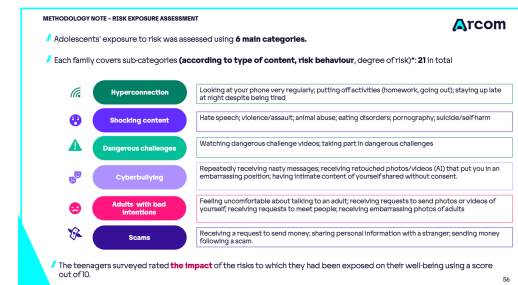 METHODOLOGY NOTE – RISK EXPOSURE ASSESSMENT
Arcom
Adolescents' exposure to risk was assessed using 6 main categories.
Each family covers sub-categories (according to type of content, risk behaviour, degree of risk)*: 21 in total
Hyperconnection
Looking at your phone very regularly; putting off activities (homework, going out); staying up late
at night despite being tired
Shocking content
Hate speech; violence/assault; animal abuse; eating disorders; pornography; suicide/self-harm
Dangerous challenges
Watching dangerous challenge videos; taking part in dangerous challenges
Cyberbullying
Repeatedly receiving nasty messages; receiving retouched photos/videos (AI) that put you in an
embarrassing position; having intimate content of yourself shared without consent.
Adults with bad
intentions
Feeling uncomfortable about talking to an adult; receiving requests to send photos or videos of
yourself; receiving requests to meet people; receiving embarrassing photos of adults
Scams
Receiving a request to send money; sharing personal information with a stranger; sending money
following a scam.
The teenagers surveyed rated the impact of the risks to which they had been exposed on their well-being using a score
out of 10.
56